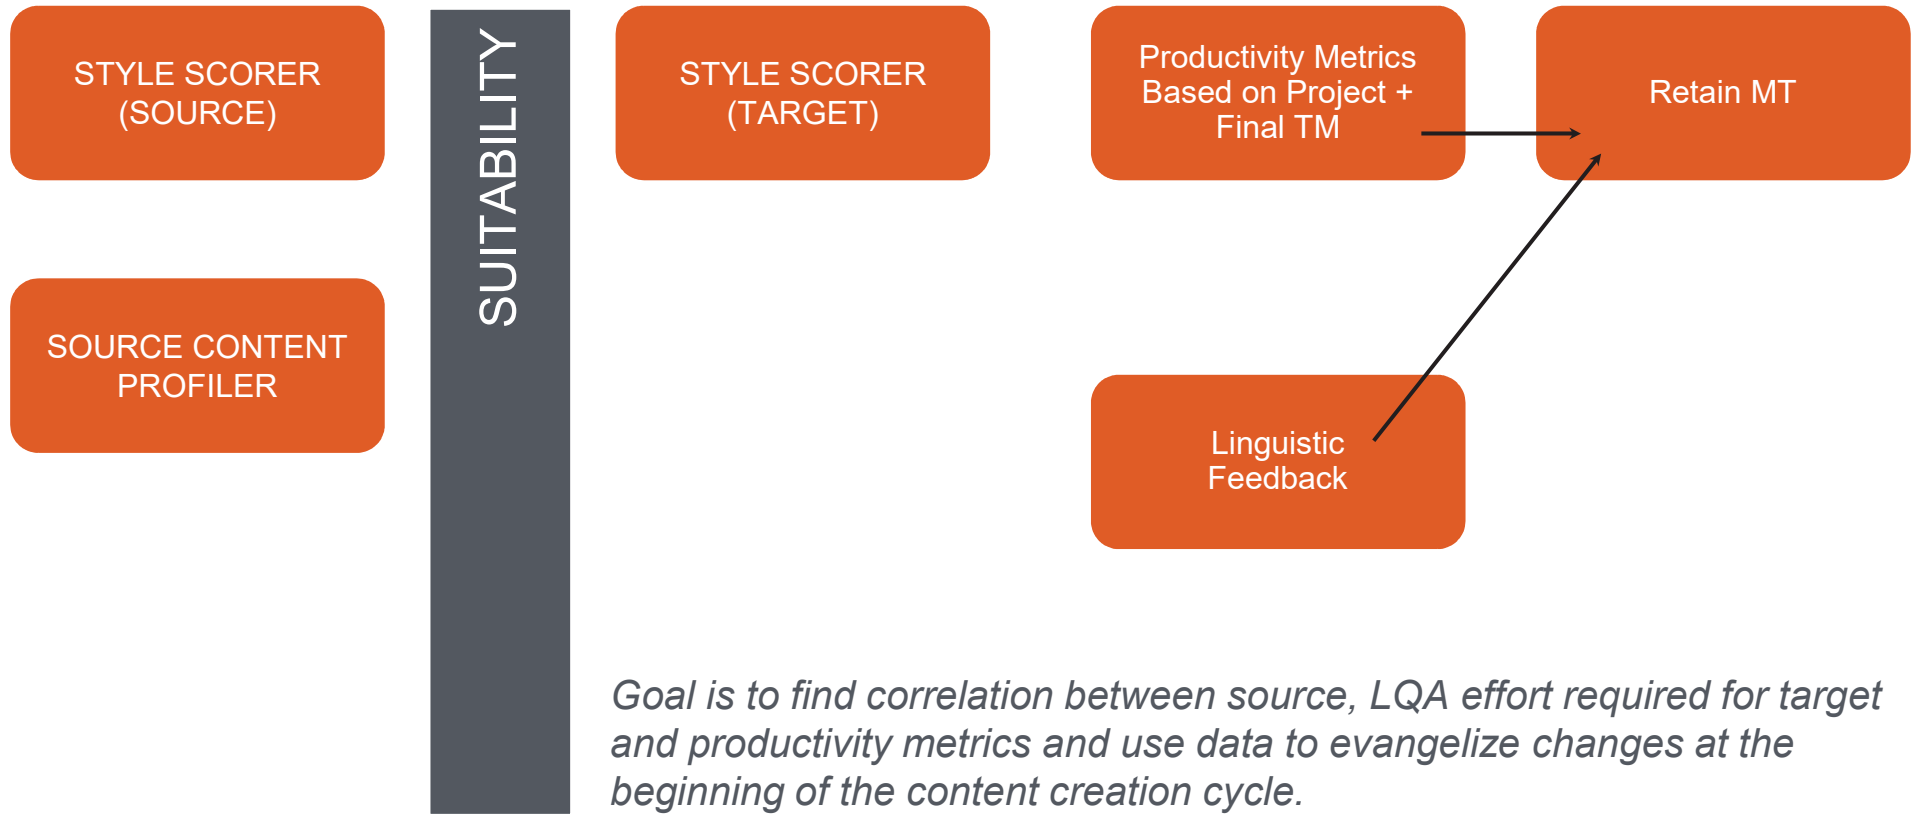 STYLE SCORER
(SOURCE)
SOURCE CONTENT
PROFILER
SUITABILITY
STYLE SCORER
(TARGET)
Productivity Metrics
Based on Project +
Final TM
Retain MT
Linguistic
Feedback
Goal is to find correlation between source, LQA effort required for target
and productivity metrics and use data to evangelize changes at the
beginning of the content creation cycle.